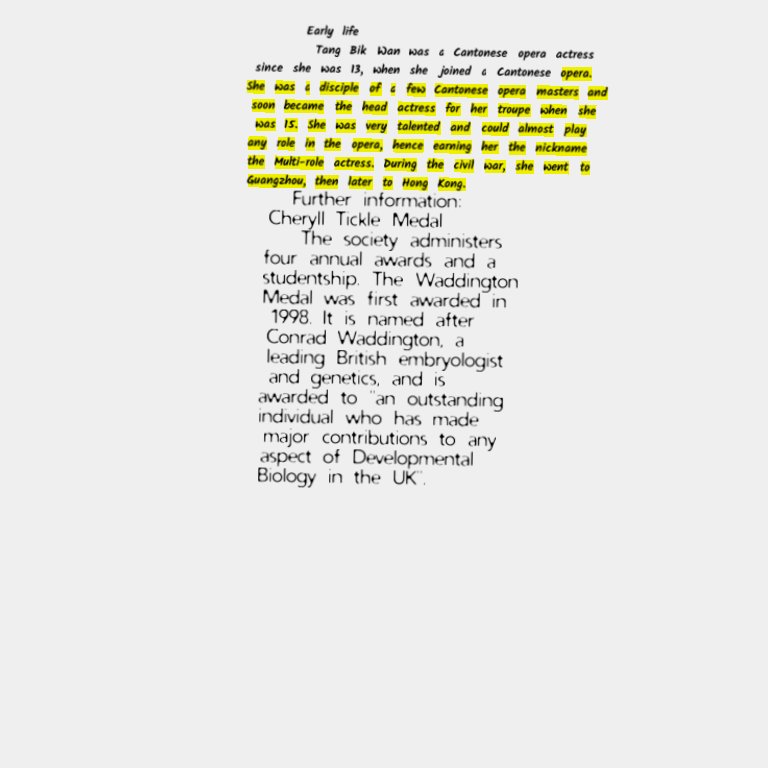 Early life
Tang Bik Wan was a Cantonese opera actress
since she was 13, when she joined a Cantonese opera.
She was a disciple of a few Cantonese opera masters and
soon became the head actress for her troupe when she
was 15. She was very talented and could almost play
any role in the opera, hence earning her the nickname
the Multi-role actress. During the civil war, she went to
Guangzhou, then later to Hong Kong.
Further information:
Cheryll Tickle Medal
The society administers
four annual awards and a
studentship. The Waddington
Medal was first awarded in
1998. It is named after
Conrad Waddington, a
leading British embryologist
and genetics, and is
awarded to "an outstanding
individual who has made
major contributions to any
aspect of Developmental
Biology in the UK".